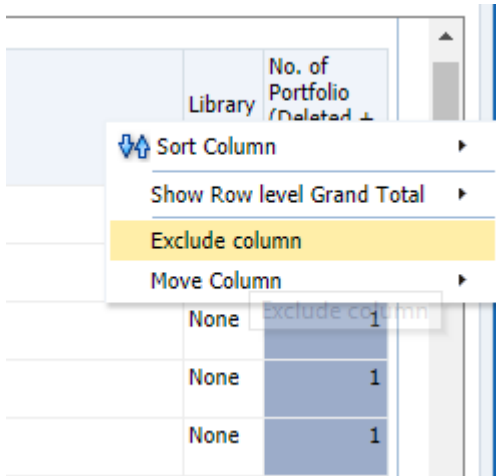 No. of
Library Portfolio
(Deleted +
Sort Column
Show Row level Grand Total
Exclude column
Move Column
Exclude column
None 1
None 1
None 1